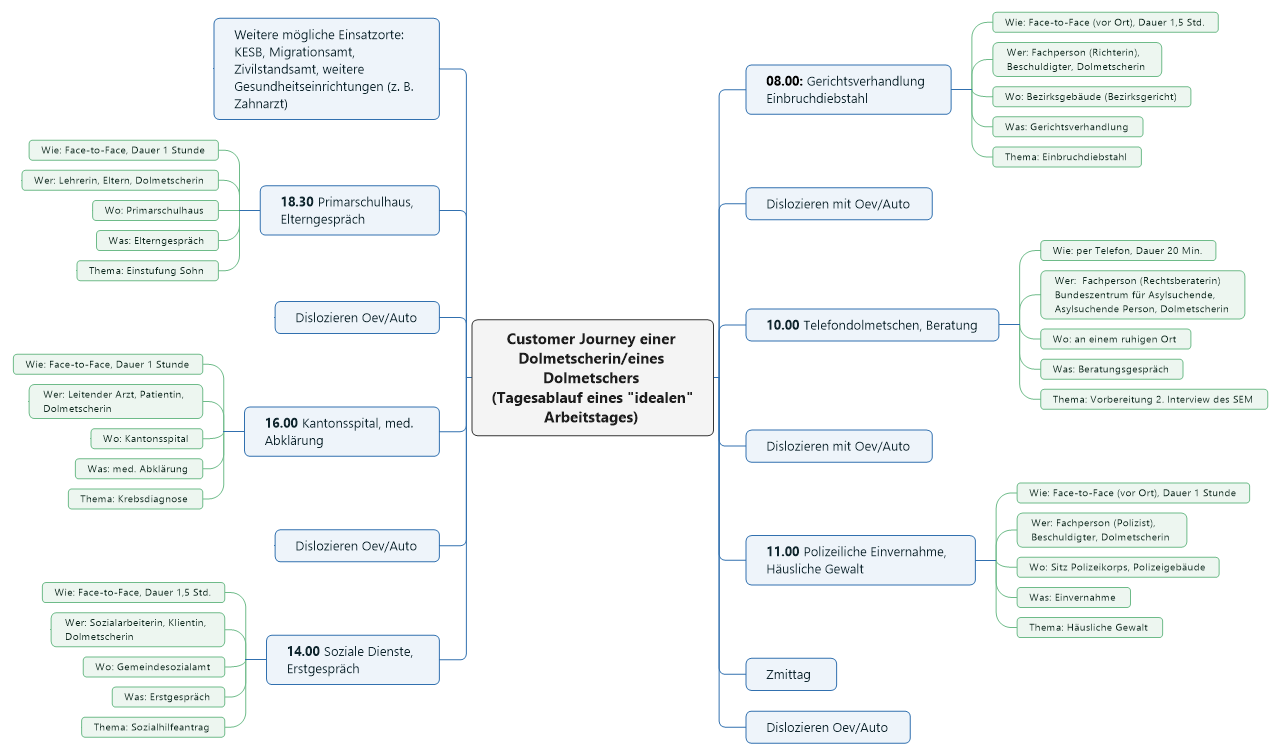 Customer Journey einer
Dolmetscherin/eines
Dolmetschers
(Tagesablauf eines "idealen"
Arbeitstages)
08.00: Gerichtsverhandlung
Einbruchdiebstahl
Wie: Face-to-Face (vor Ort), Dauer 1,5 Std.
Wer: Fachperson (Richterin),
Beschuldigter, Dolmetscherin
Wo: Bezirksgebäude (Bezirksgericht)
Was: Gerichtsverhandlung
Thema: Einbruchdiebstahl
Dislozieren mit Oev/Auto
10.00 Telefondolmetschen, Beratung
Wie: per Telefon, Dauer 20 Min.
Wer: Fachperson (Rechtsberaterin)
Bundeszentrum für Asylsuchende,
Asylsuchende Person, Dolmetscherin
Wo: an einem ruhigen Ort
Was: Beratungsgespräch
Thema: Vorbereitung 2. Interview des SEM
Dislozieren mit Oev/Auto
11.00 Polizeiliche Einvernahme,
Häusliche Gewalt
Wie: Face-to-Face (vor Ort), Dauer 1 Stunde
Wer: Fachperson (Polizist),
Beschuldigter, Dolmetscherin
Wo: Sitz Polizeikorps, Polizeigebäude
Was: Einvernahme
Thema: Häusliche Gewalt
Zmittag
Dislozieren Oev/Auto
14.00 Soziale Dienste,
Erstgespräch
Wie: Face-to-Face, Dauer 1,5 Std.
Wer: Sozialarbeiterin, Klientin,
Dolmetscherin
Wo: Gemeindesozialamt
Was: Erstgespräch
Thema: Sozialhilfeantrag
Dislozieren Oev/Auto
16.00 Kantonsspital, med.
Abklärung
Wie: Face-to-Face, Dauer 1 Stunde
Wer: Leitender Arzt, Patientin,
Dolmetscherin
Wo: Kantonsspital
Was: med. Abklärung
Thema: Krebsdiagnose
Dislozieren Oev/Auto
18.30 Primarschulhaus,
Elterngespräch
Wie: Face-to-Face, Dauer 1 Stunde
Wer: Lehrerin, Eltern, Dolmetscherin
Wo: Primarschulhaus
Was: Elterngespräch
Thema: Einstufung Sohn
Weitere mögliche Einsatzorte:
KESB, Migrationsamt,
Zivilstandsamt, weitere
Gesundheitseinrichtungen (z. B.
Zahnarzt)